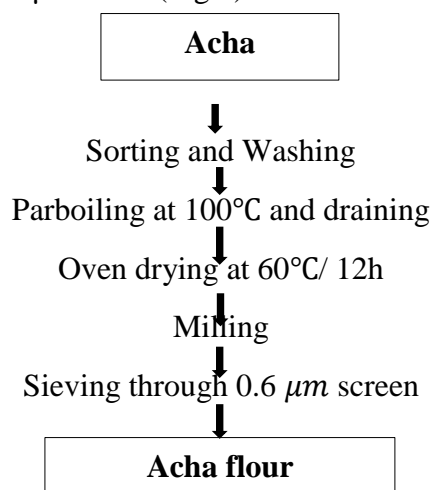 Acha
Sorting and Washing
Parboiling at 100°C and draining
Oven drying at 60°C/ 12h
Milling
Sieving through 0.6 𝜇𝑚 screen
Acha flour